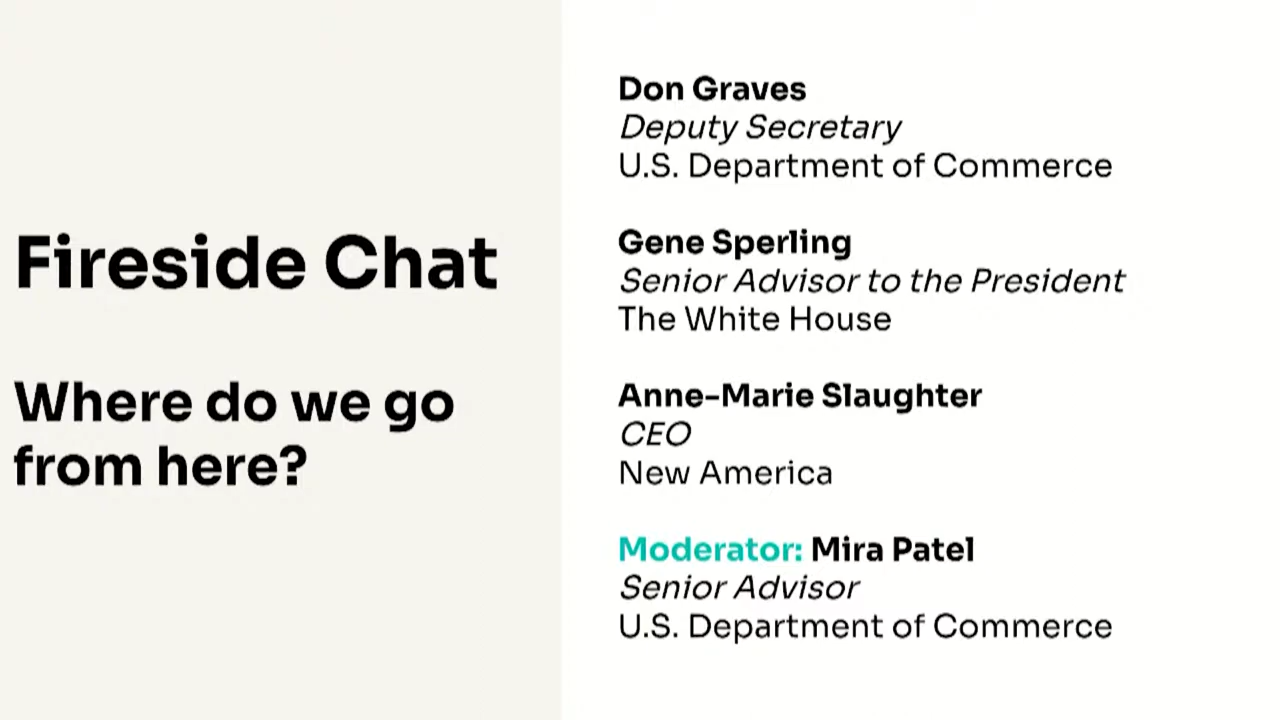 Fireside Chat
Where do we go
from here?
Don Graves
Deputy Secretary
U.S. Department of Commerce
Gene Sperling
Senior Advisor to the President
The White House
Anne-Marie Slaughter
CEO
New America
Moderator: Mira Patel
Senior Advisor
U.S. Department of Commerce